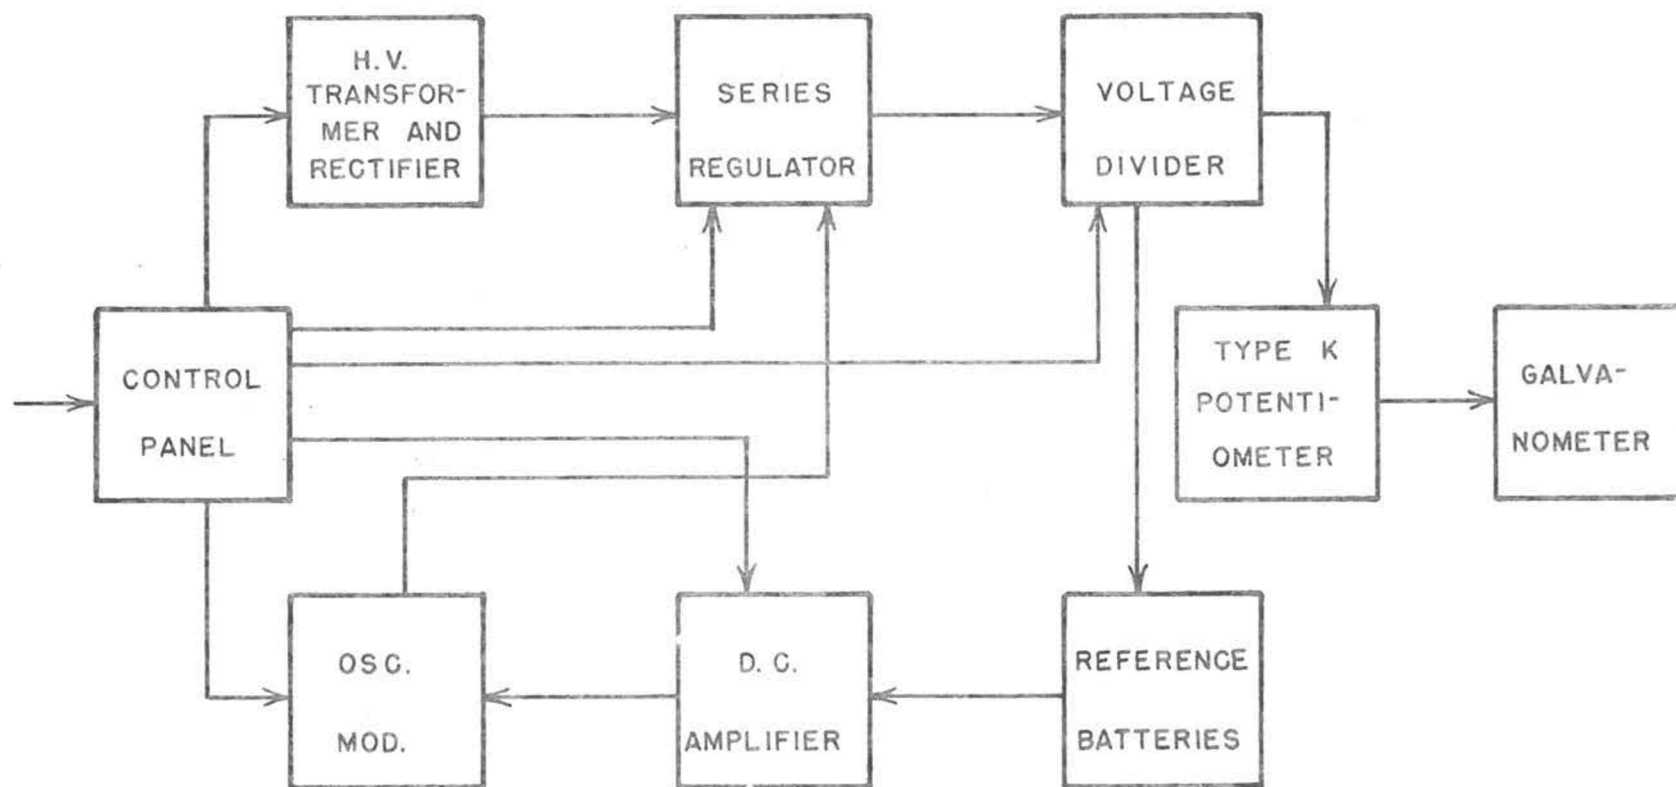 H. V.
TRANSFOR-
MER AND
RECTIFIER
SERIES
REGULATOR
VOLTAGE
DIVIDER
CONTROL
PANEL
TYPE K
POTENTI-
OMETER
GALVA-
NOMETER
OSC.
MOD.
D. C.
AMPLIFIER
REFERENCE
BATTERIES